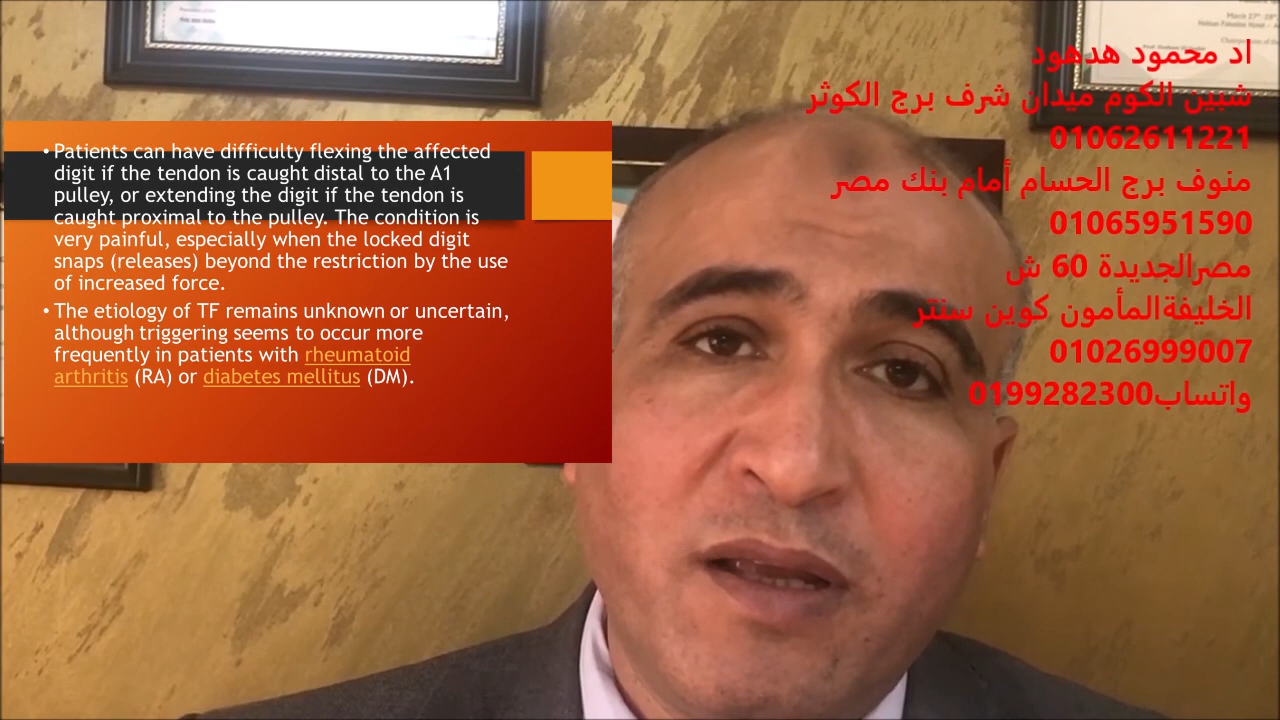 • Patients can have difficulty flexing the affected
digit if the tendon is caught distal to the A1
pulley, or extending the digit if the tendon is
caught proximal to the pulley. The condition is
very painful, especially when the locked digit
snaps (releases) beyond the restriction by the use
of increased force.
• The etiology of TF remains unknown or uncertain,
although triggering seems to occur more
frequently in patients with rheumatoid
arthritis (RA) or diabetes mellitus (DM).
اد محمود هدهود
شبين الكوم ميدان شرف برج الكوثر
01062611221
منوف برج الحسام أمام بنك مصر
01065951590
مصرالجديدة 60 ش
الخليفةالمأمون كوين سنتر
01026999007
واتساب0199282300